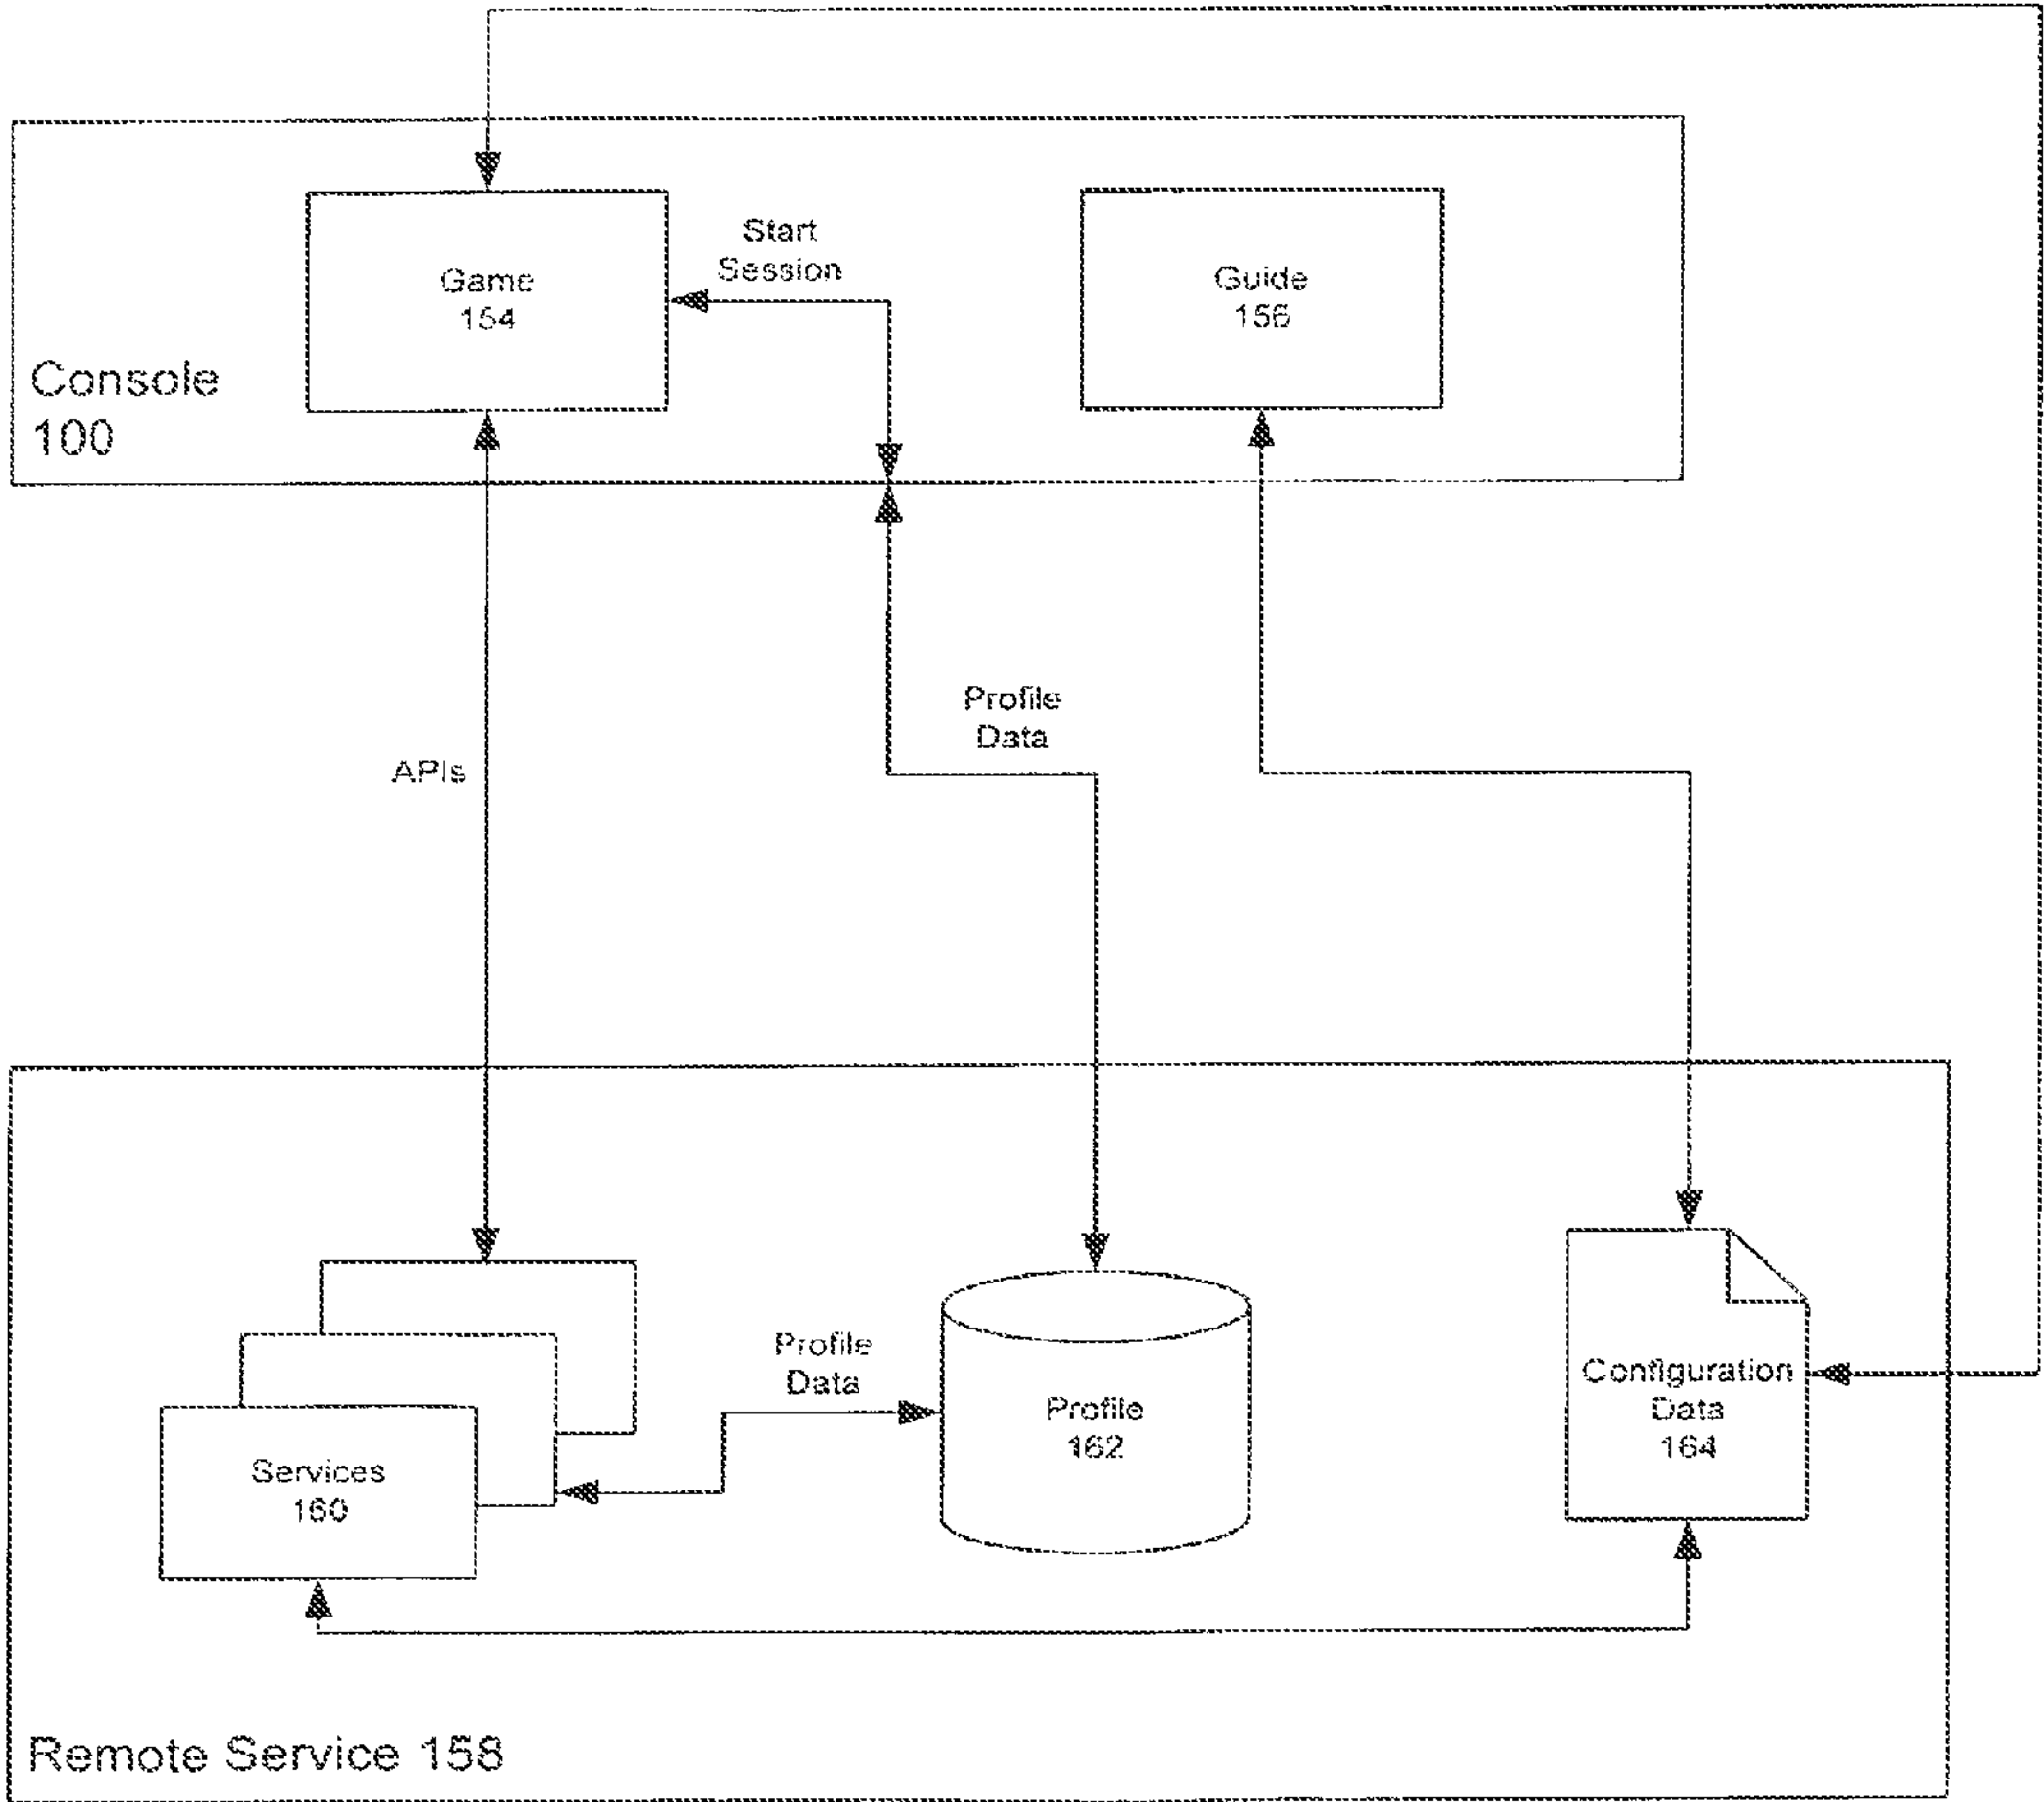 Start
Session
Game
154
Guide
156
Console
100
Profile
Data
APIs
Profile
Data
Configuration
Data
164
Profile
162
Services
160
Remote Service 158